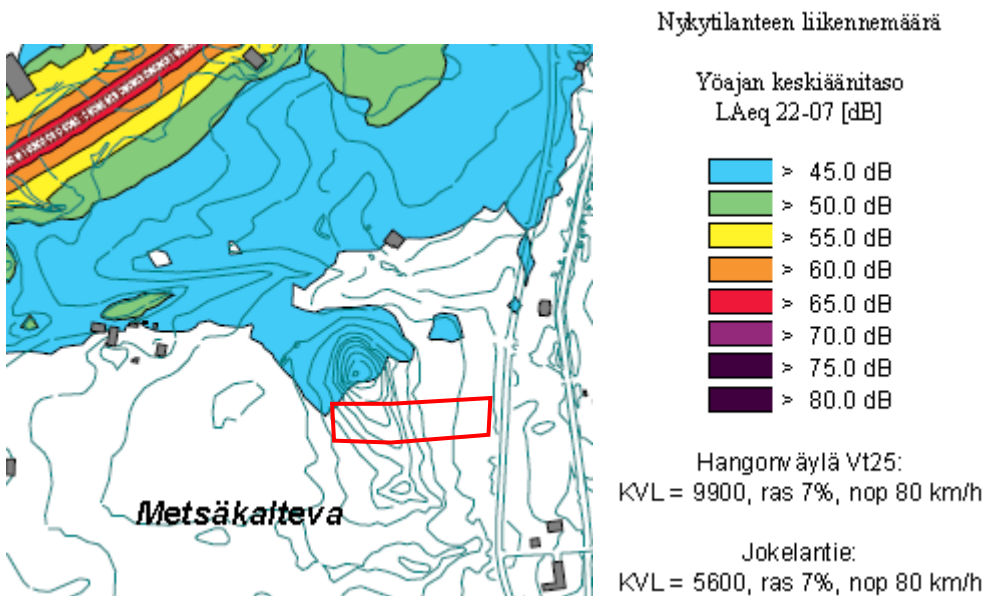 Nykytilanteen liikennemäärä
Yöajan keskiäänitaso
LAeq 22-07 [dB]
> 45.0 dB
> 50.0 dB
> 55.0 dB
> 60.0 dB
> 65.0 dB
> 70.0 dB
> 75.0 dB
> 80.0 dB
Hangonväylä Vt25:
KVL = 9900, ras 7%, nop 80 km/h
Jokelantie:
KVL = 5600, ras 7%, nop 80 km/h
Metsäkalteva